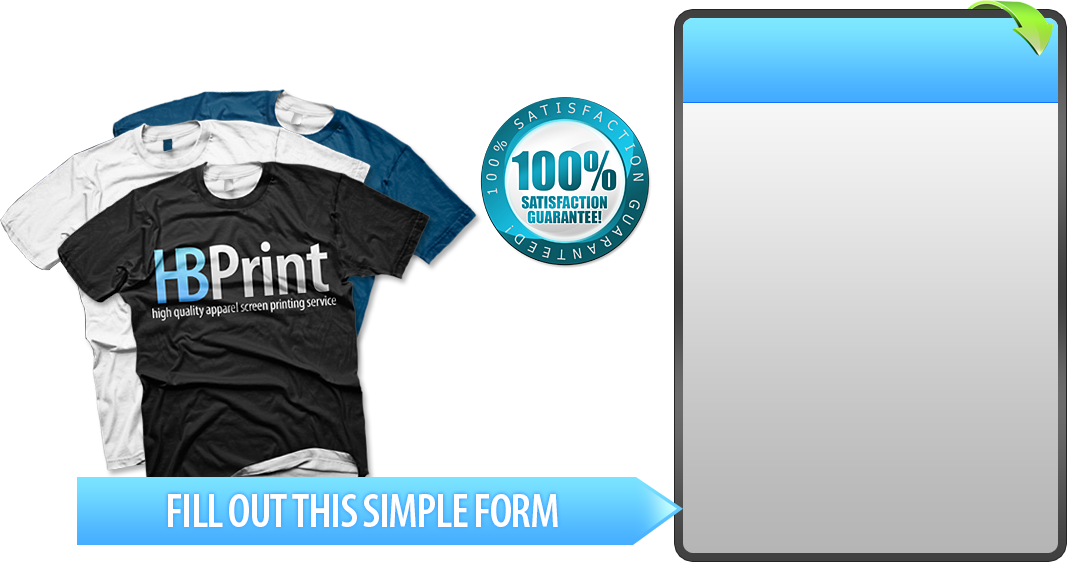 HBPrint
high quality apparel screen printing service
100% SATISFACTION GUARANTEED!
100%
SATISFACTION
GUARANTEE!
FILL OUT THIS SIMPLE FORM